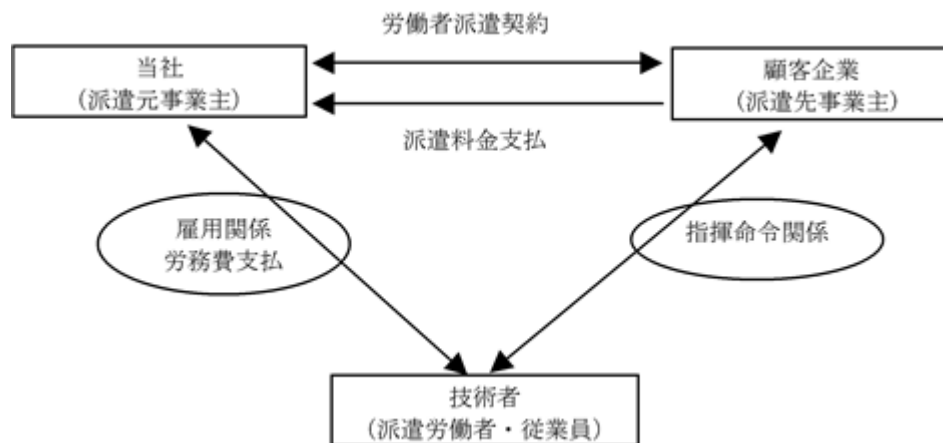 労働者派遣契約
当社
(派遣元事業主)
顧客企業
(派遣先事業主)
派遣料金支払
雇用関係
労務費支払
指揮命令関係
技術者
(派遣労働者・従業員)